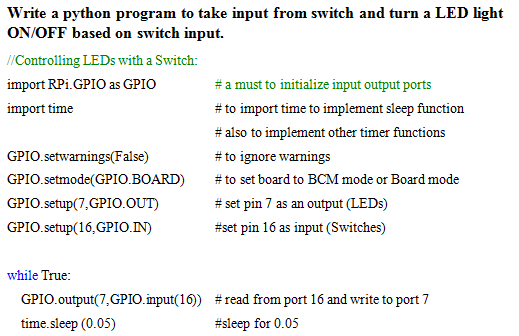 Write a python program to take input from switch and turn a LED light
ON/OFF based on switch input.
//Controlling LEDs with a Switch:
import RPi.GPIO as GPIO # a must to initialize input output ports
import time # to import time to implement sleep function
# also to implement other timer functions
GPIO.setwarnings(False) # to ignore warnings
GPIO.setmode(GPIO.BOARD) # to set board to BCM mode or Board mode
GPIO.setup(7,GPIO.OUT) # set pin 7 as an output (LEDs)
GPIO.setup(16,GPIO.IN) #set pin 16 as input (Switches)
while True:
GPIO.output(7,GPIO.input(16)) # read from port 16 and write to port 7
time.sleep (0.05) #sleep for 0.05